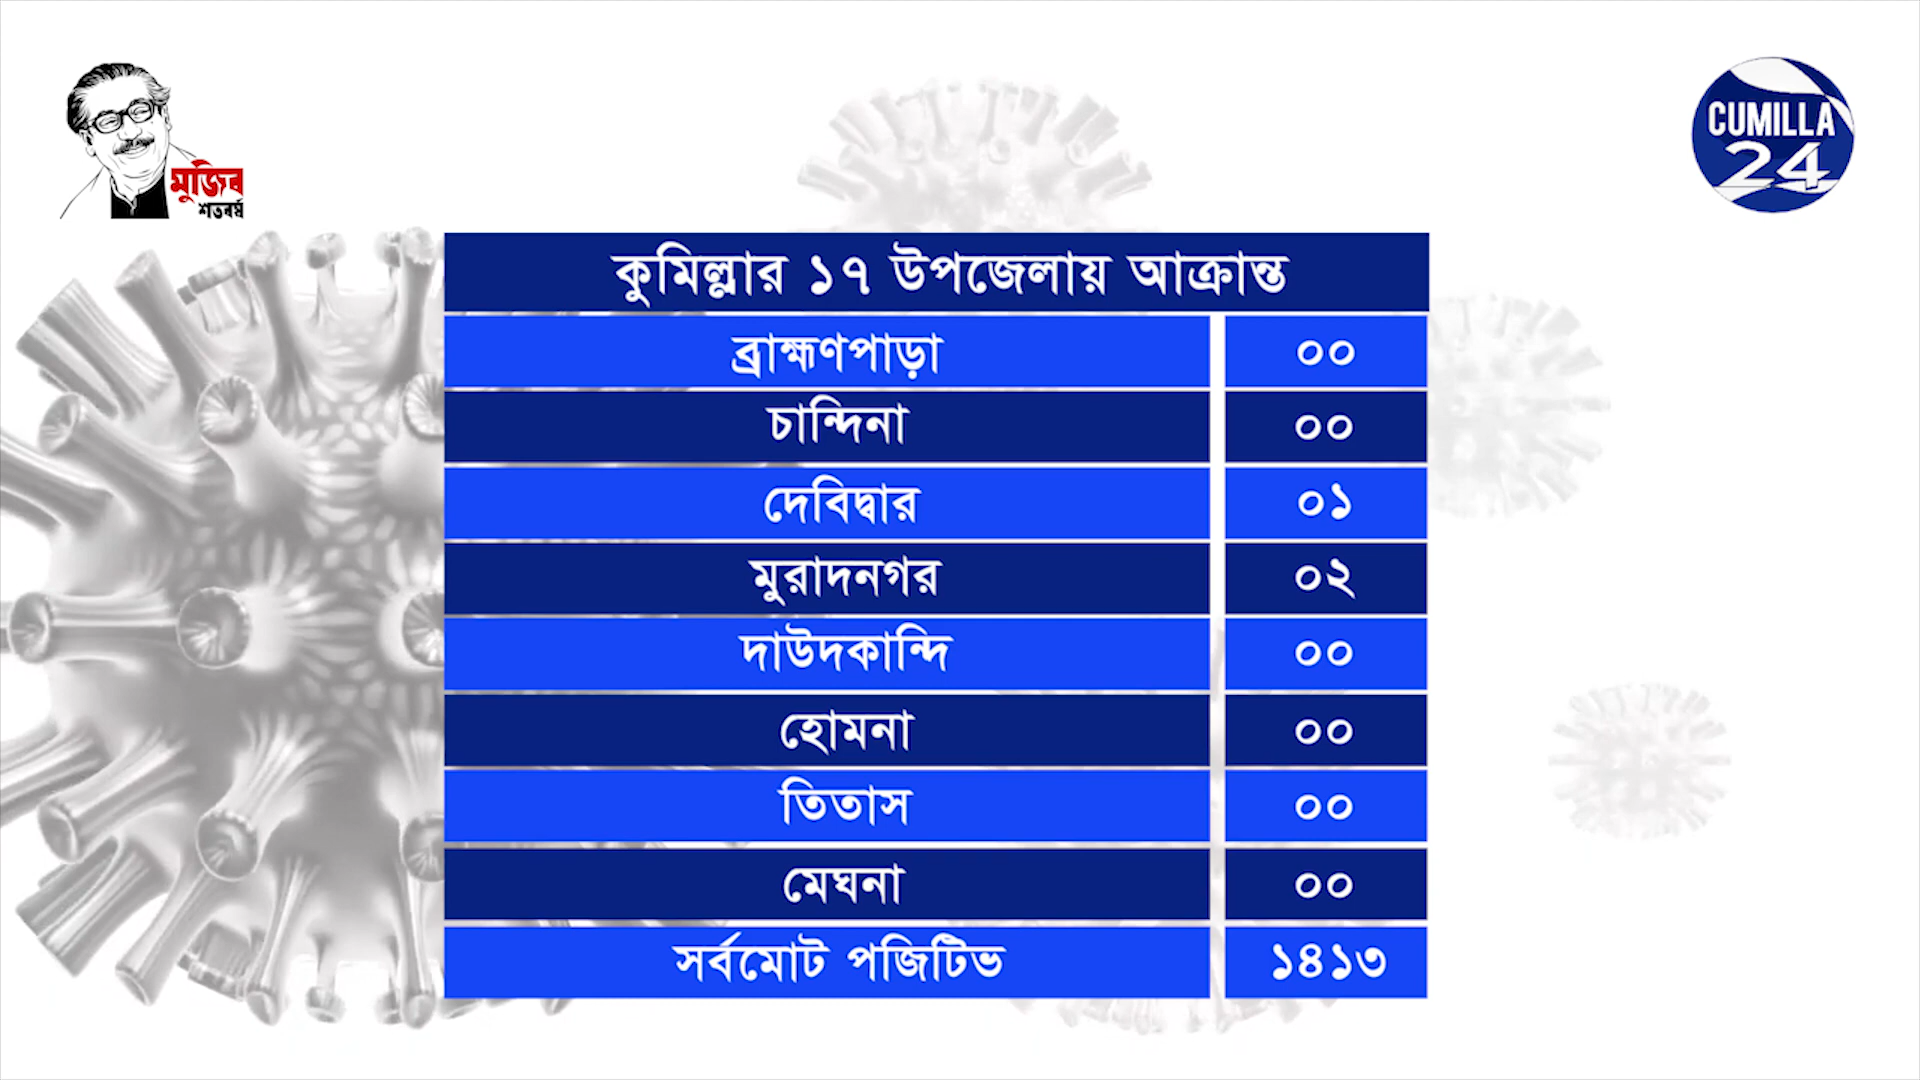 মুজিব
শতবর্ষ
CUMILLA
24
কুমিল্লার ১৭ উপজেলায় আক্রান্ত
ব্রাহ্মণপাড়া ০০
চান্দিনা ০০
দেবিদ্বার ০১
মুরাদনগর ০২
দাউদকান্দি ০০
হোমনা ০০
তিতাস ০০
মেঘনা ০০
সর্বমোট পজিটিভ ১৪১৩